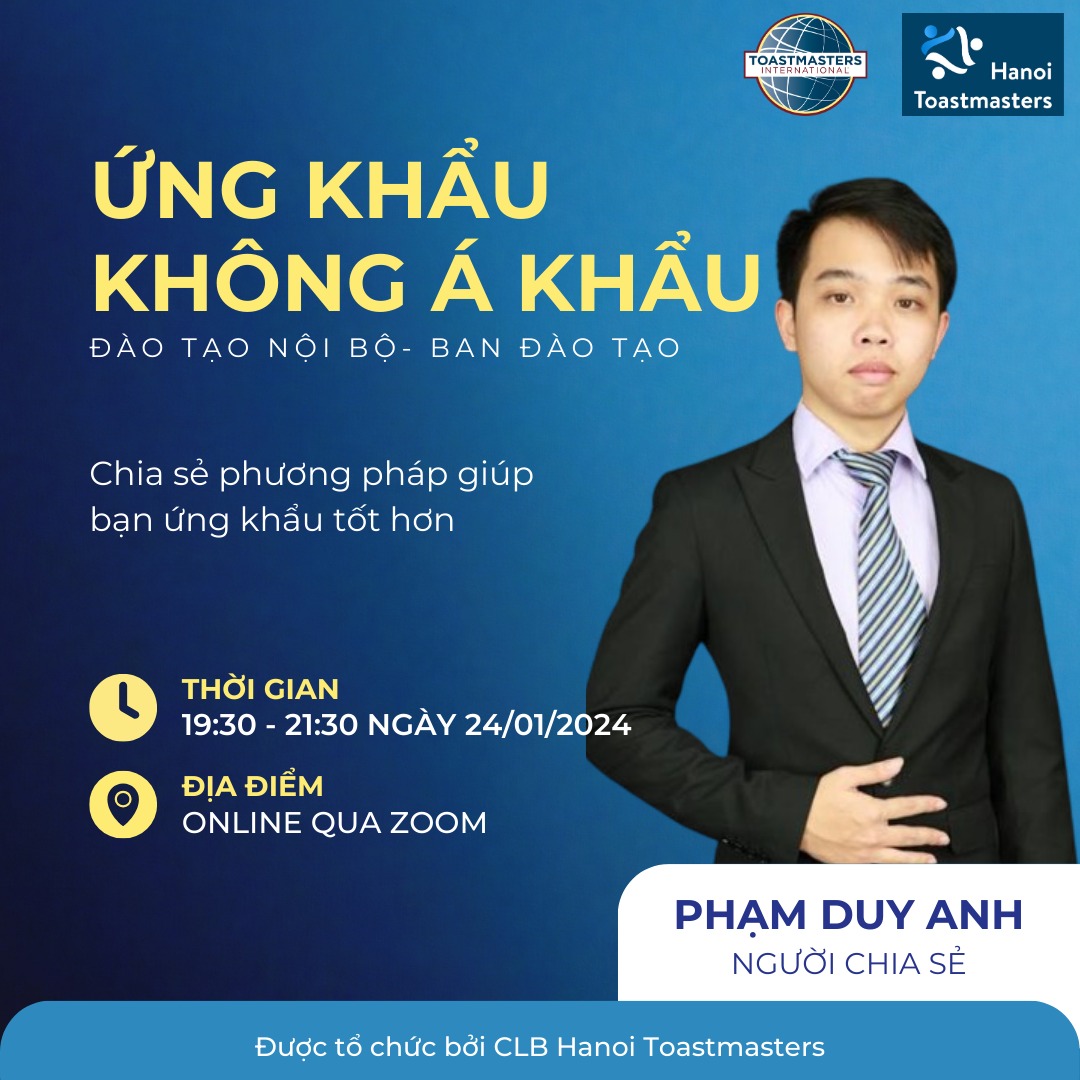 TOASTMASTERS
INTERNATIONAL
Hanoi
Toastmasters
ỨNG KHẨU
KHÔNG Á KHẨU
ĐÀO TẠO NỘI BỘ- BAN ĐÀO TẠO
Chia sẻ phương pháp giúp
bạn ứng khẩu tốt hơn
THỜI GIAN
19:30 - 21:30 NGÀY 24/01/2024
ĐỊA ĐIỂM
ONLINE QUA ZOOM
PHẠM DUY ANH
NGƯỜI CHIA SẺ
Được tổ chức bởi CLB Hanoi Toastmasters